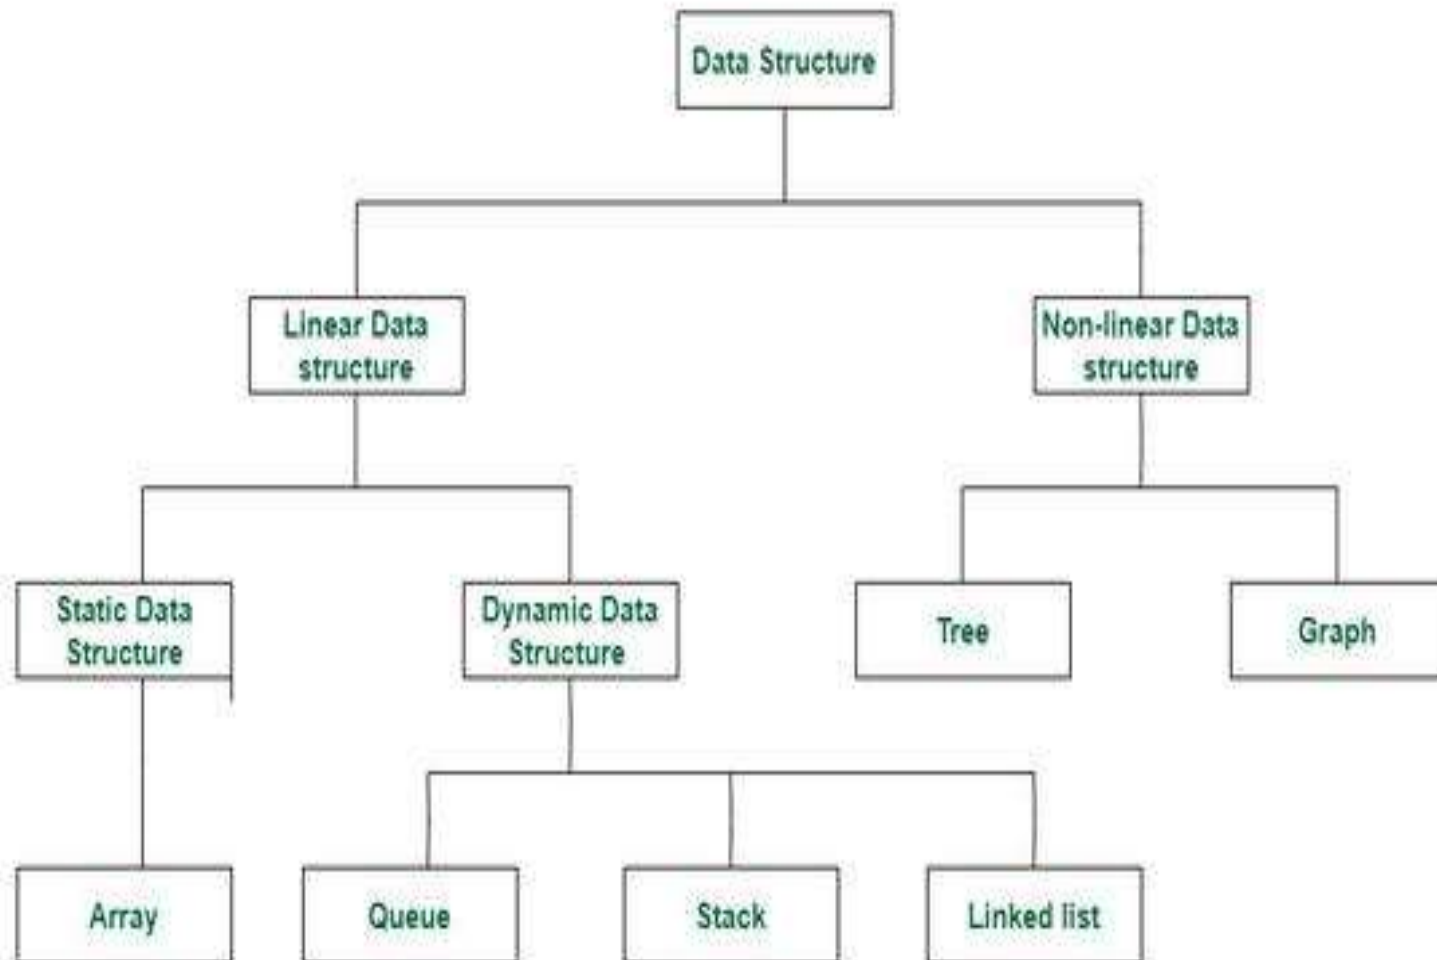 Data Structure
Linear Data
structure
Non-linear Data
structure
Static Data
Structure
Dynamic Data
Structure
Tree
Graph
Array
Queue
Stack
Linked list